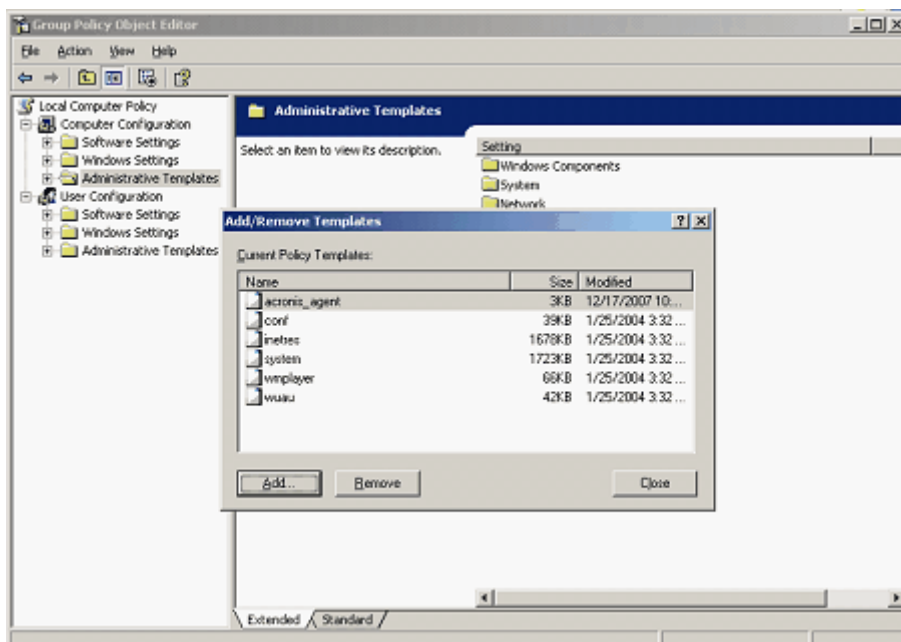 Group Policy Object Editor
File Action View Help
Local Computer Policy
Computer Configuration
Software Settings
Windows Settings
Administrative Templates
User Configuration
Software Settings
Windows Settings
Administrative Templates
Administrative Templates
Select an item to view its description.
Setting
Windows Components
System
Network
Add/Remove Templates
Current Policy Templates:
Name Size Modified
acronis_agent 3KB 12/17/2007 10:...
conf 39KB 1/25/2004 3:32 ...
inetres 1678KB 1/25/2004 3:32 ...
system 1723KB 1/25/2004 3:32 ...
wmplayer 66KB 1/25/2004 3:32 ...
wuau 42KB 1/25/2004 3:32 ...
Add... Remove Close
Extended Standard